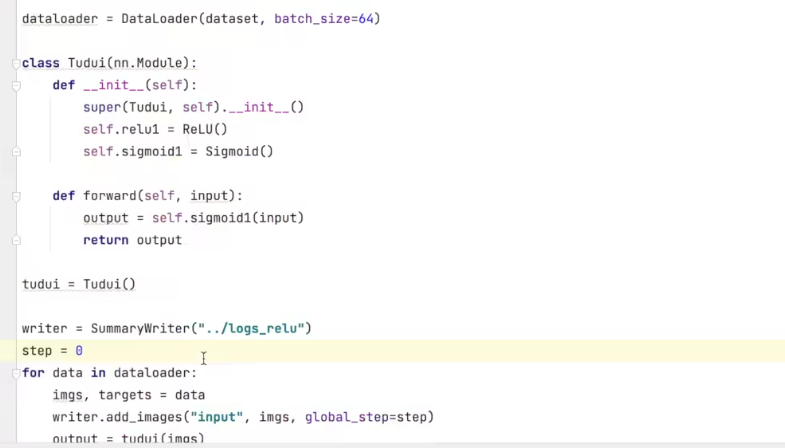 dataloader = DataLoader(dataset, batch_size=64)
class Tudui(nn.Module):
def __init__(self):
super(Tudui, self).__init__()
self.relu1 = ReLU()
self.sigmoid1 = Sigmoid()
def forward(self, input):
output = self.sigmoid1(input)
return output
tudui = Tudui()
writer = SummaryWriter("../logs_relu")
step = 0
for data in dataloader:
imgs, targets = data
writer.add_images("input", imgs, global_step=step)
output = tudui(imgs)